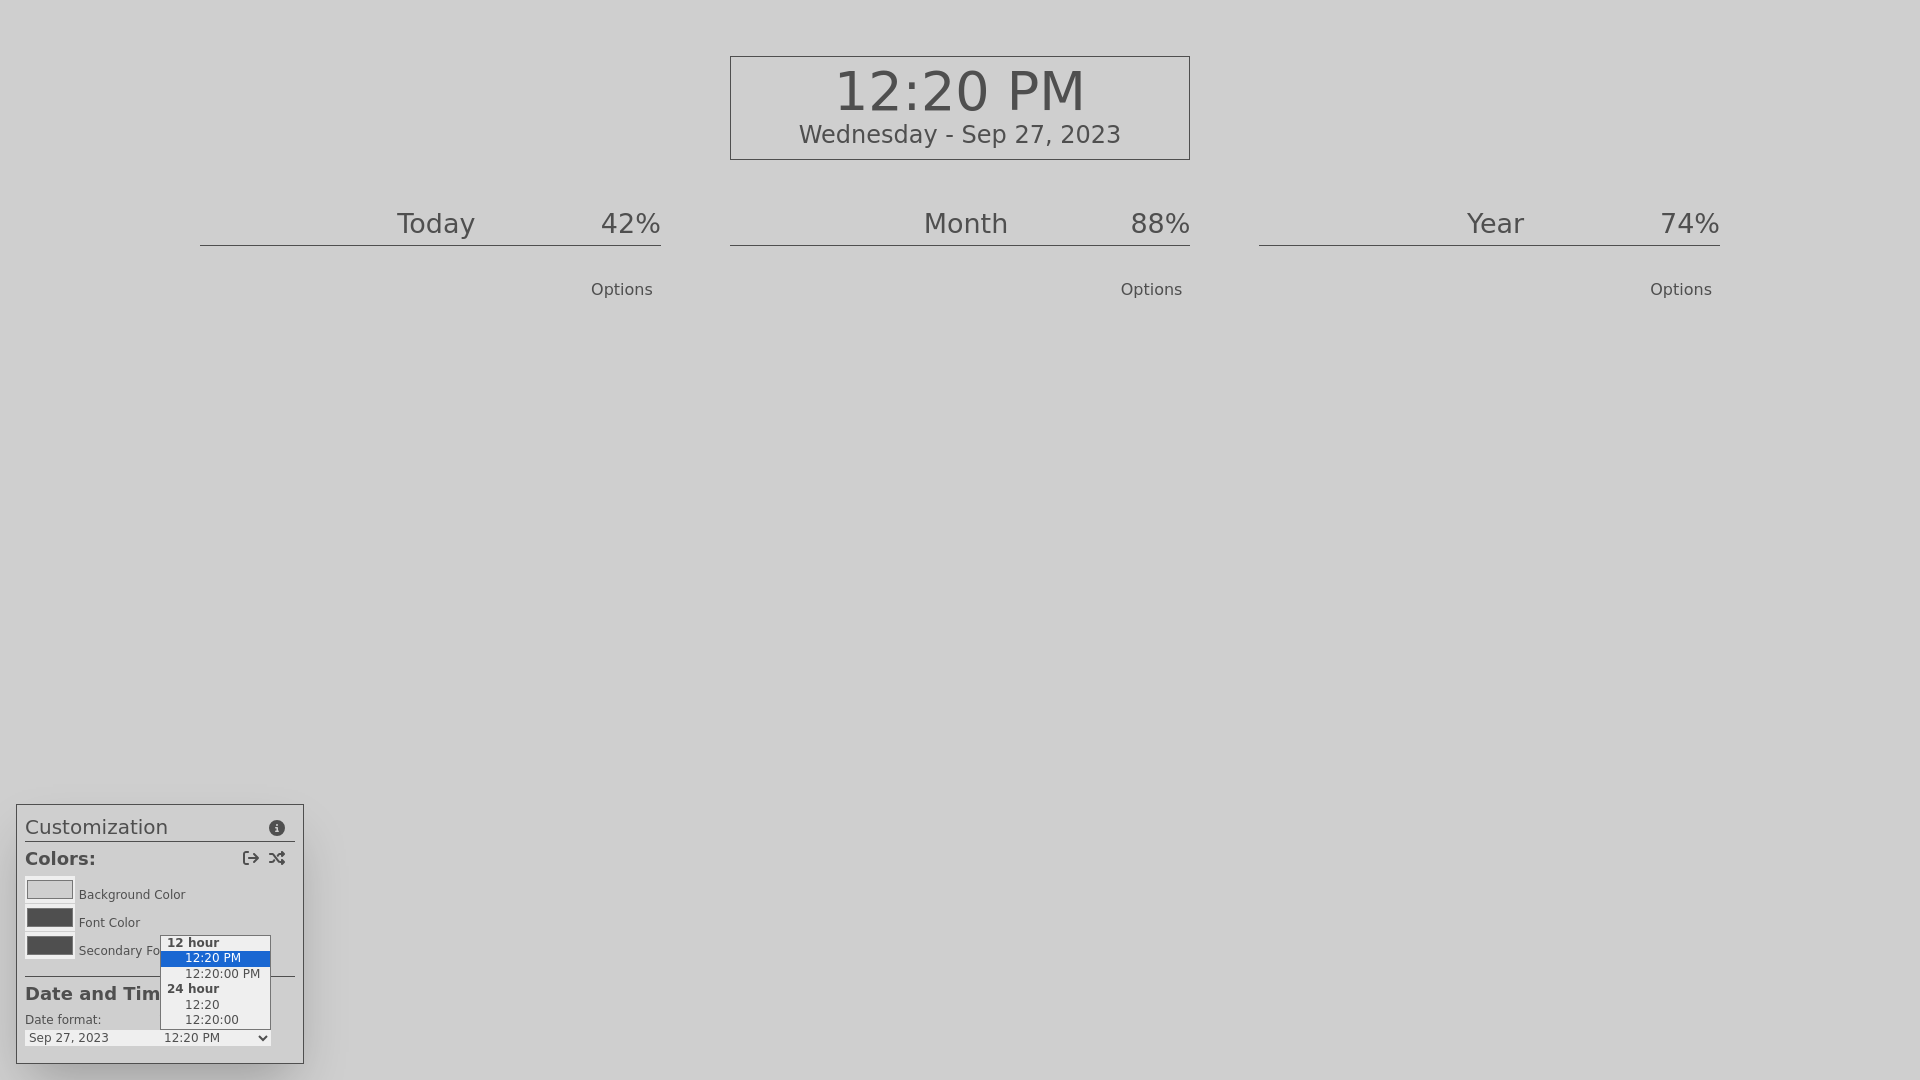 12:20 PM
Wednesday - Sep 27, 2023
Today 42%
Month 88%
Year 74%
Options
Options
Options
Customization
Colors:
Background Color
Font Color
Secondary Fo
12 hour
12:20 PM
12:20:00 PM
24 hour
12:20
12:20:00
Date and Tim
Date format:
Sep 27, 2023
12:20 PM